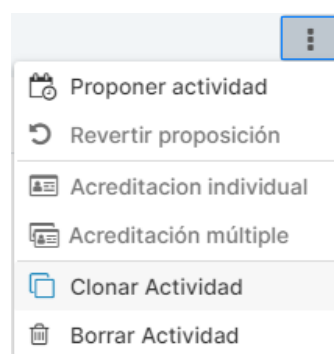 Proponer actividad
Revertir proposición
Acreditacion individual
Acreditación múltiple
Clonar Actividad
Borrar Actividad